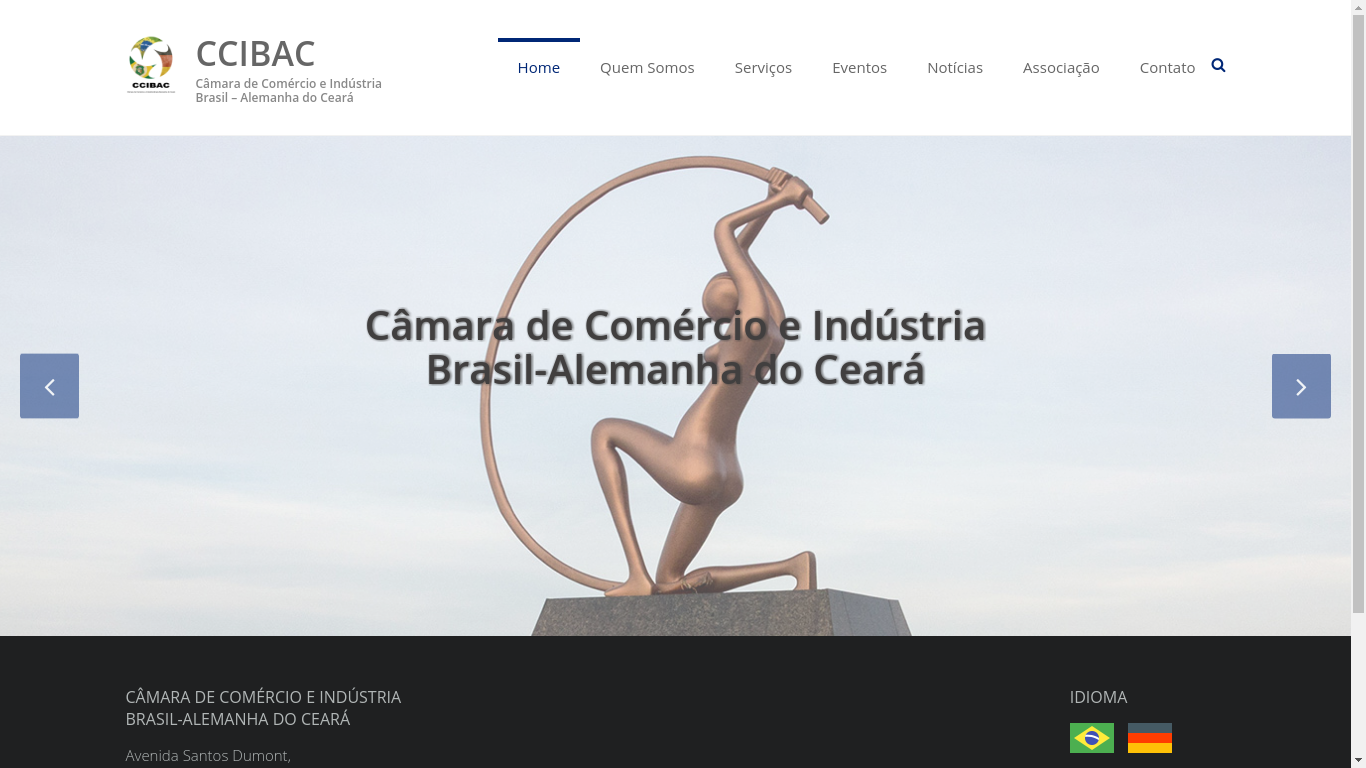 CCIBAC
CCIBAC
Câmara de Comércio e Indústria
Brasil – Alemanha do Ceará
Home
Quem Somos
Serviços
Eventos
Notícias
Associação
Contato
Câmara de Comércio e Indústria
Brasil-Alemanha do Ceará
CÂMARA DE COMÉRCIO E INDÚSTRIA
BRASIL-ALEMANHA DO CEARÁ
Avenida Santos Dumont,
IDIOMA